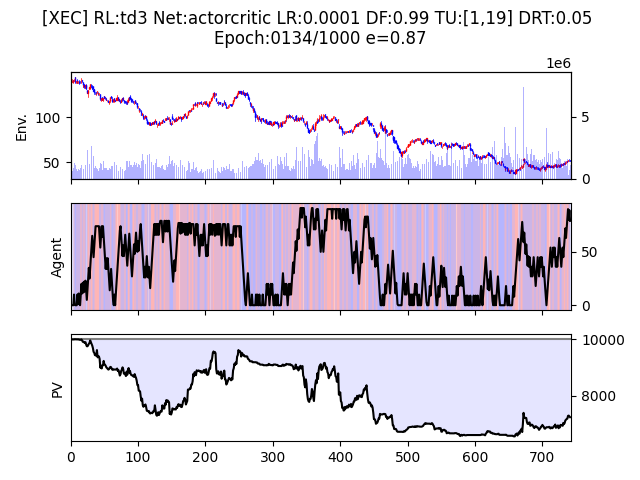 [XEC] RL:td3 Net:actorcritic LR:0.0001 DF:0.99 TU:[1,19] DRT:0.05
Epoch:0134/1000 e=0.87
1e6
Env.
100
50
5
0
Agent
50
0
PV
10000
8000
0 100 200 300 400 500 600 700